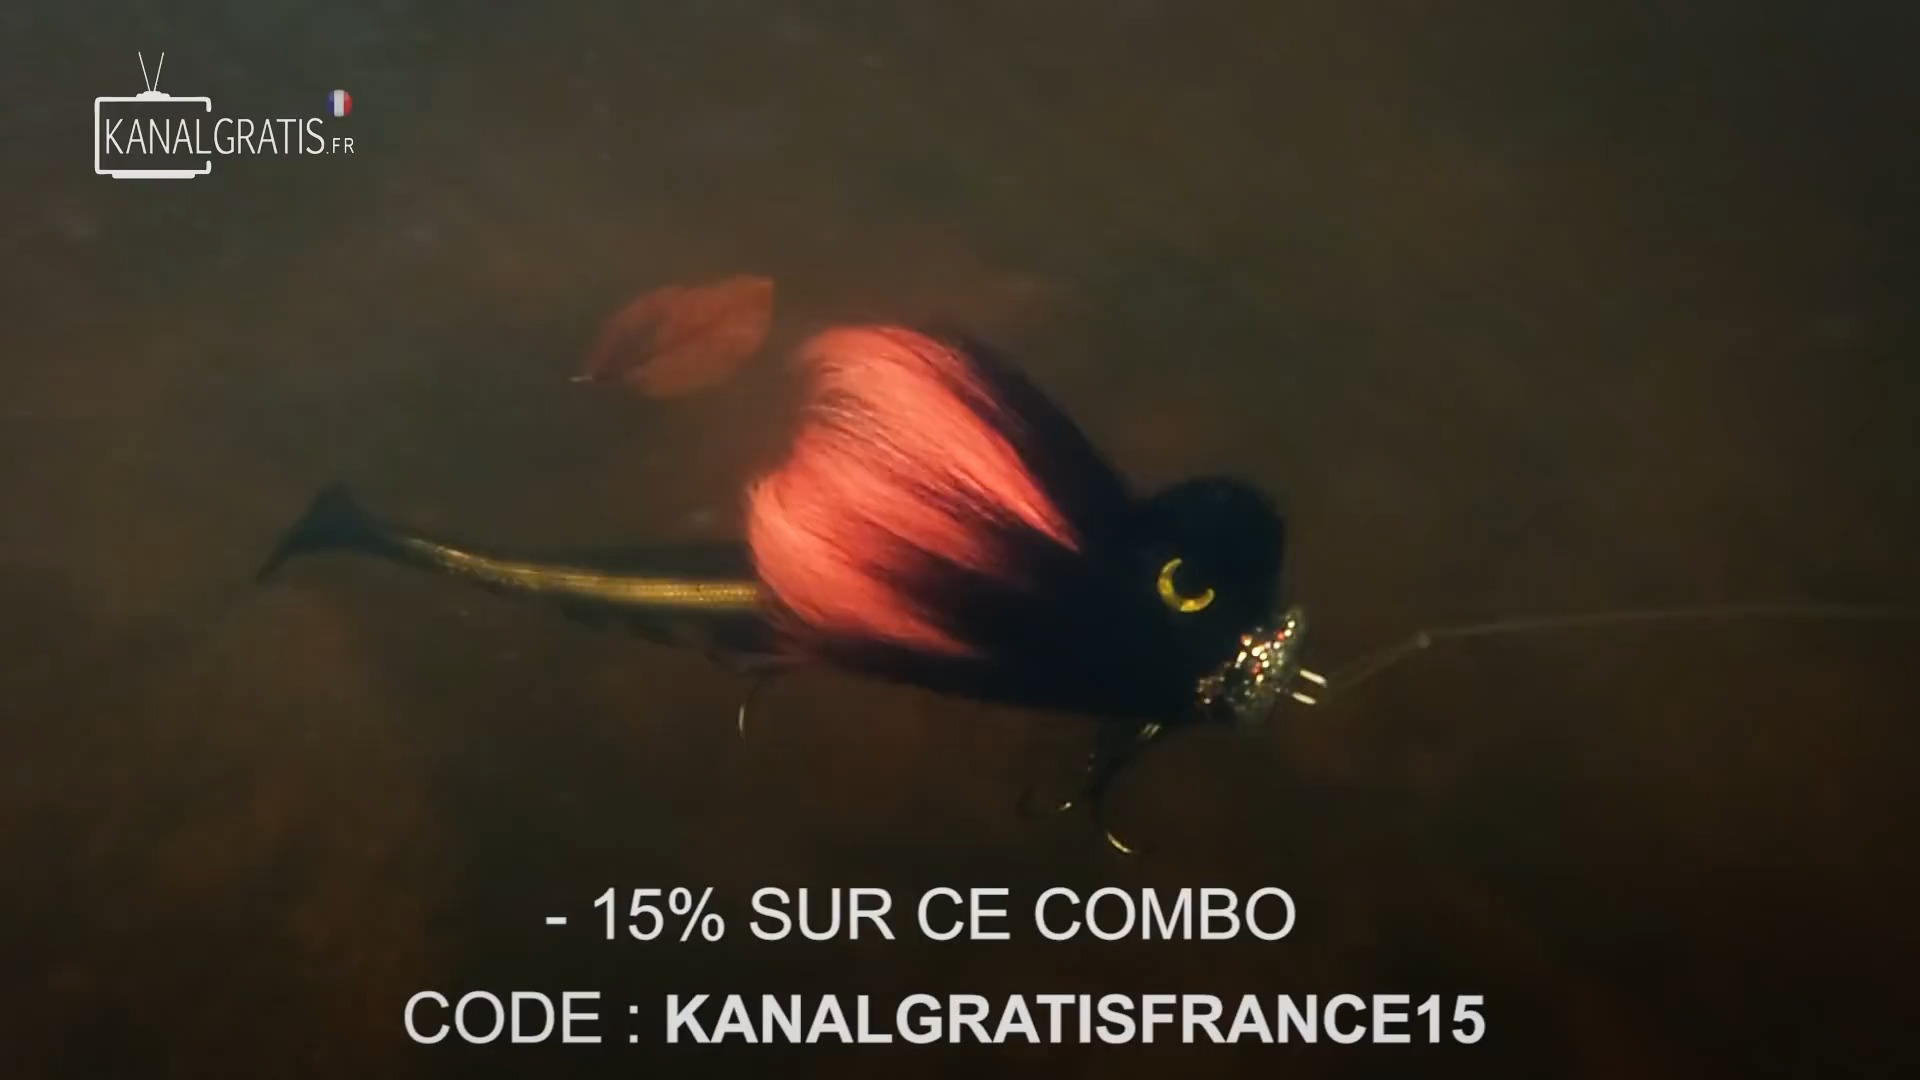 KANALGRATIS.FR
- 15% SUR CE COMBO
CODE : KANALGRATISFRANCE15